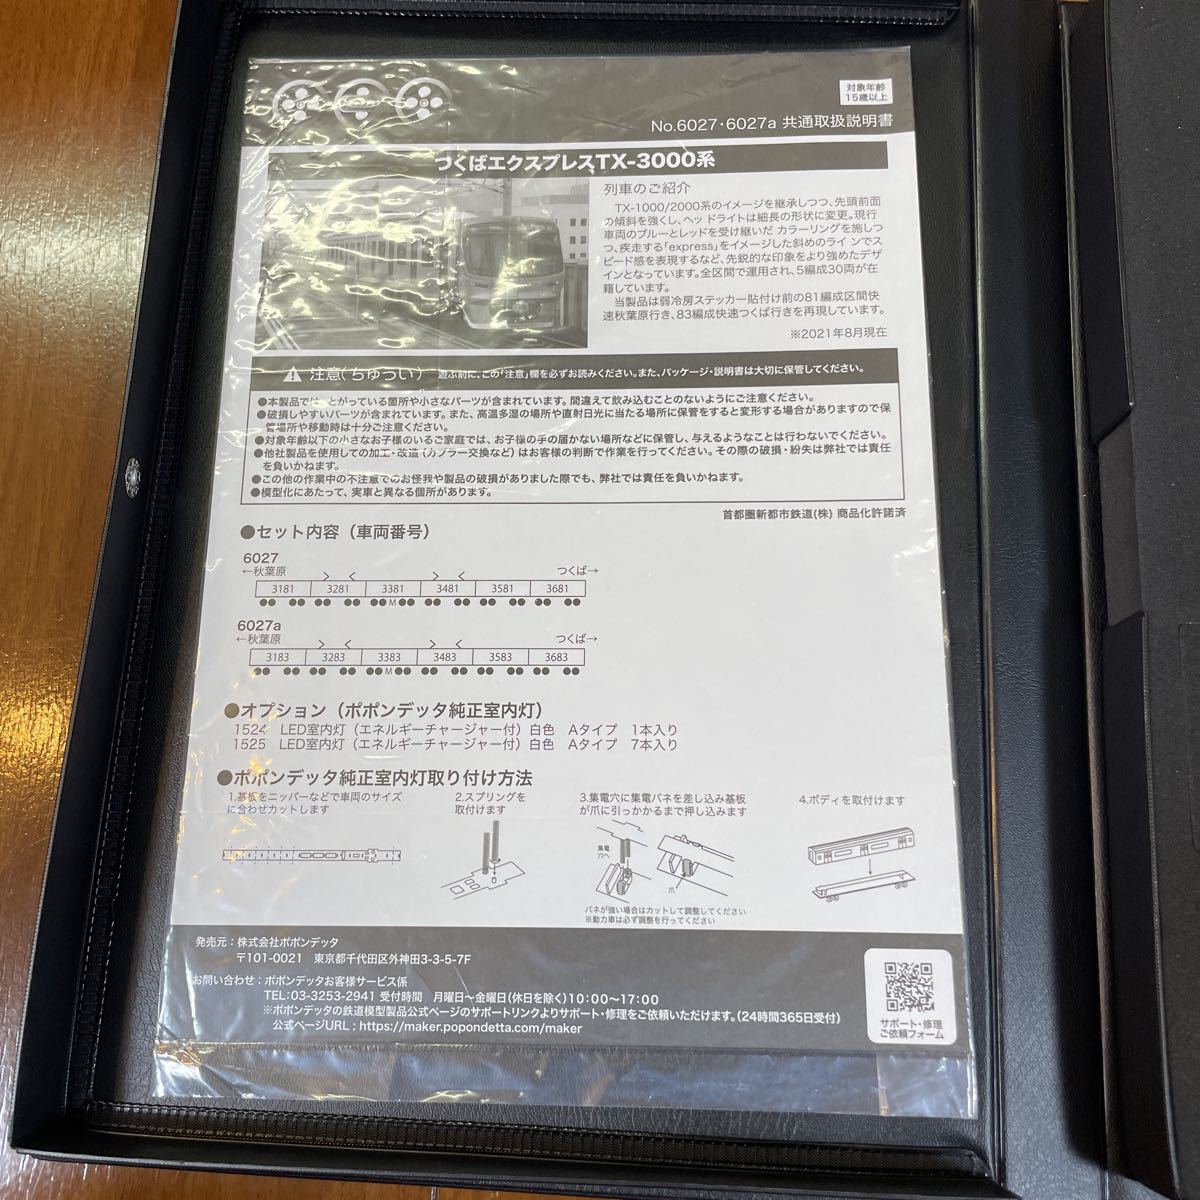 対象年齢
15歳以上
No.6027・6027a 共通取扱説明書
つくばエクスプレスTX-3000系
列車のご紹介
TX-1000/2000系のイメージを継承しつつ、先頭前面
の傾斜を強くし、ヘッ ドライトは細長の形状に変更。現行
車両のブルーとレッドを受け継いだ カラーリングを施しつ
つ、疾走する「express」をイメージした斜めのライ ンでス
ピード感を表現するなど、先鋭的な印象をより強めたデザ
インとなっています。全区間で運用され、5編成30両が在
籍しています。
当製品は弱冷房ステッカー貼付け前の81編成区間快
速秋葉原行き、83編成快速つくば行きを再現しています。
※2021年8月現在
注意(ちゅうい) 遊ぶ前に、この「注意」欄を必ずお読みください。また、パッケージ・説明書は大切に保管してください。
●本製品では、とがっている箇所や小さなパーツが含まれています。間違えて飲み込むことのないようにご注意ください。
●破損しやすいパーツが含まれています。また、高温多湿の場所や直射日光に当たる場所に保管をすると変形する場合がありますので保
管場所や移動時は十分ご注意ください。
●対象年齢以下の小さなお子様のいるご家庭では、お子様の手の届かない場所などに保管し、与えるようなことは行わないでください。
●他社製品を使用しての加工・改造(カプラー交換など)はお客様の判断で作業を行ってください。その際の破損・紛失は弊社では責任
を負いかねます。
●この他の作業中の不注意でのお怪我や製品の破損がありました際でも、弊社では責任を負いかねます。
●模型化にあたって、実車と異なる個所があります。
首都圏新都市鉄道(株) 商品化許諾済
●セット内容(車両番号)
6027
←秋葉原 > < > < つくば→
3181 3281 3381 3481 3581 3681
●● ●● ●● ●● ●●M●● ●● ●● ●● ●● ●●
6027a
←秋葉原 > < > < つくば→
3183 3283 3383 3483 3583 3683
●● ●● ●● ●● ●●M●● ●● ●● ●● ●● ●●
●オプション(ポポンデッタ純正室内灯)
1524 LED室内灯(エネルギーチャージャー付)白色 Aタイプ 1本入り
1525 LED室内灯(エネルギーチャージャー付)白色 Aタイプ 7本入り
●ポポンデッタ純正室内灯取り付け方法
1.基板をニッパーなどで車両のサイズ
に合わせカットします
2.スプリングを
取付けます
3.集電穴に集電バネを差し込み基板
が爪に引っかかるまで押し込みます
4.ボディを取付けます
集電
穴へ
爪
バネが強い場合はカットして調整してください
※動力車は必ず調整を行ってください
発売元:株式会社ポポンデッタ
〒101-0021 東京都千代田区外神田3-3-5-7F
お問い合わせ:ポポンデッタお客様サービス係
TEL:03-3253-2941 受付時間 月曜日〜金曜日(休日を除く)10:00〜17:00
※ポポンデッタの鉄道模型製品公式ページのサポートリンクよりサポート・修理をご依頼いただけます。(24時間365日受付)
公式ページURL:https://maker.popondetta.com/maker
サポート・修理
ご依頼フォーム